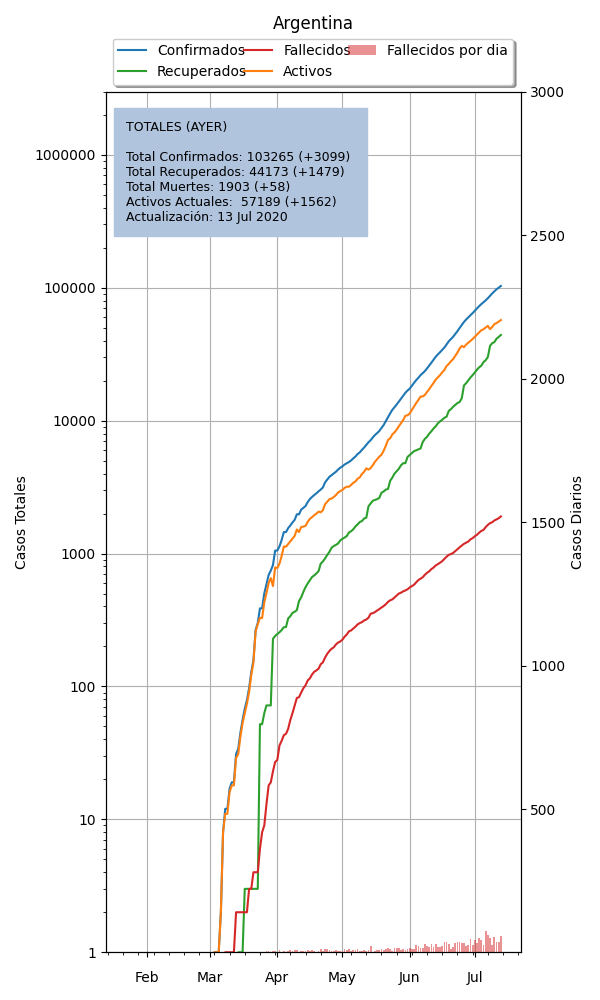 Argentina
Confirmados
Recuperados
Fallecidos
Activos
Fallecidos por dia
TOTALES (AYER)
Total Confirmados: 103265 (+3099)
Total Recuperados: 44173 (+1479)
Total Muertes: 1903 (+58)
Activos Actuales:  57189 (+1562)
Actualización: 13 Jul 2020
Casos Totales
1000000
100000
10000
1000
100
10
1
Casos Diarios
3000
2500
2000
1500
1000
500
Feb
Mar
Apr
May
Jun
Jul